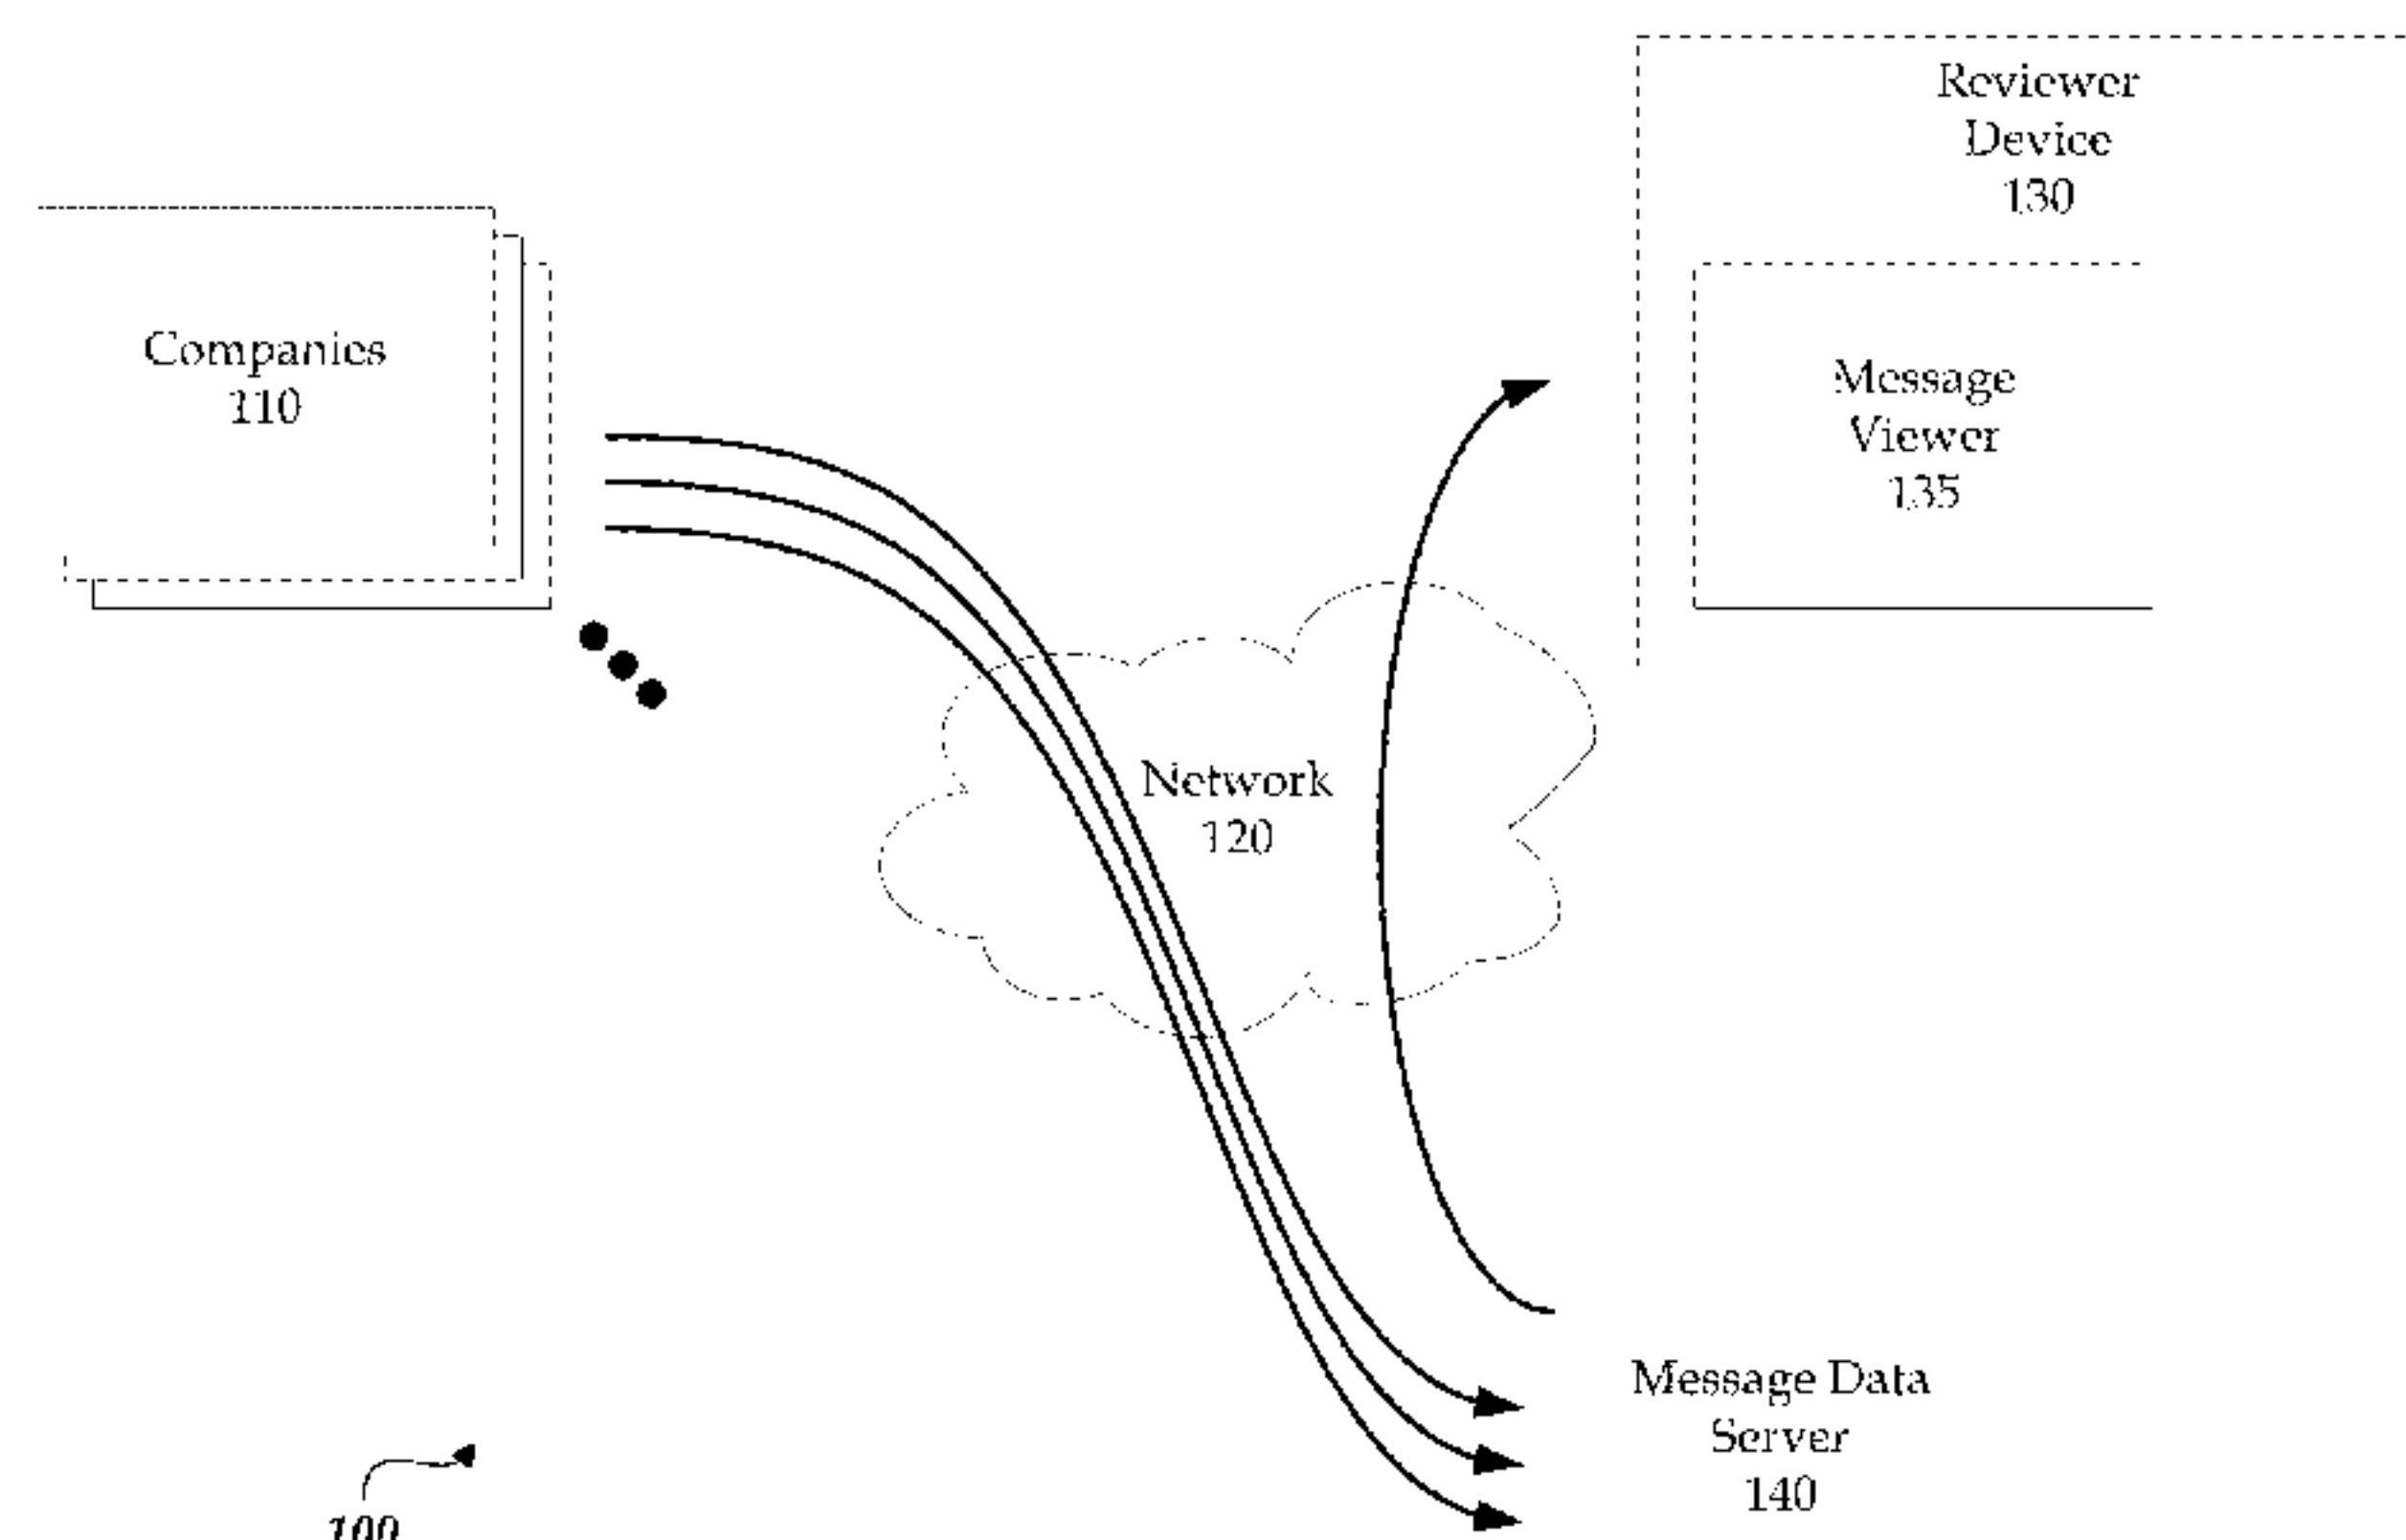 Reviewer
Device
130
Companies
110
Message
Viewer
135
Network
120
Message Data
Server
140
100